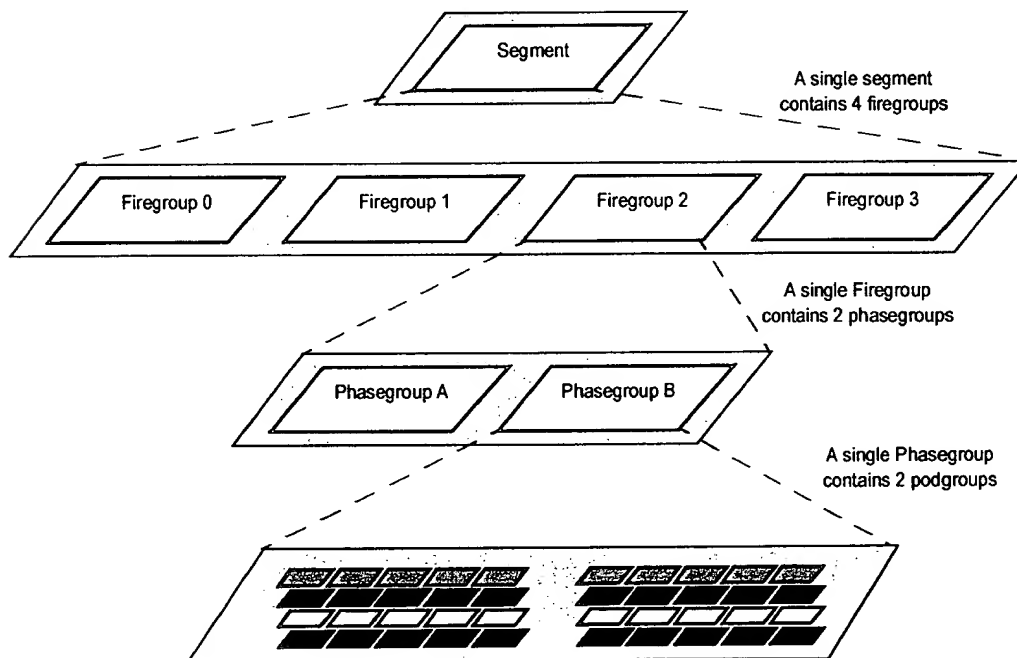 Segment
A single segment
contains 4 firegroups
Firegroup 0
Firegroup 1
Firegroup 2
Firegroup 3
A single Firegroup
contains 2 phasegroups
Phasegroup A
Phasegroup B
A single Phasegroup
contains 2 podgroups